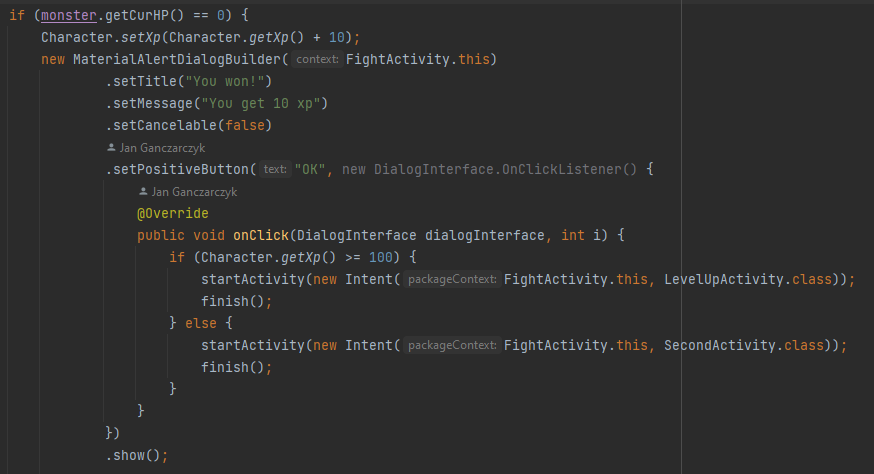 if (monster.getCurHP() == 0) {
    Character.setXp(Character.getXp() + 10);
    new MaterialAlertDialogBuilder( context: FightActivity.this)
            .setTitle("You won!")
            .setMessage("You get 10 xp")
            .setCancelable(false)
            Jan Ganczarczyk
            .setPositiveButton( text: "OK", new DialogInterface.OnClickListener() {
                Jan Ganczarczyk
                @Override
                public void onClick(DialogInterface dialogInterface, int i) {
                    if (Character.getXp() >= 100) {
                        startActivity(new Intent( packageContext: FightActivity.this, LevelUpActivity.class));
                        finish();
                    } else {
                        startActivity(new Intent( packageContext: FightActivity.this, SecondActivity.class));
                        finish();
                    }
                }
            })
            .show();